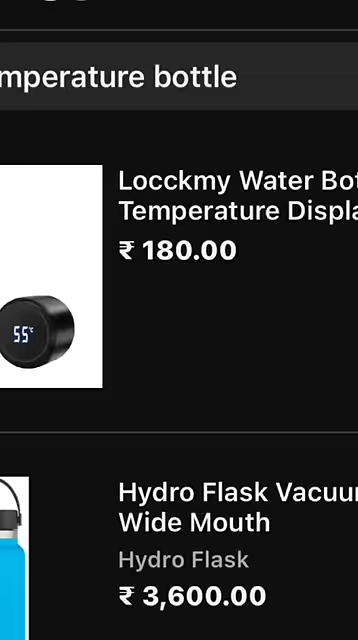 mperature bottle
Locckmy Water Bot
Temperature Displa
₹ 180.00
55°C
Hydro Flask Vacuu
Wide Mouth
Hydro Flask
₹ 3,600.00